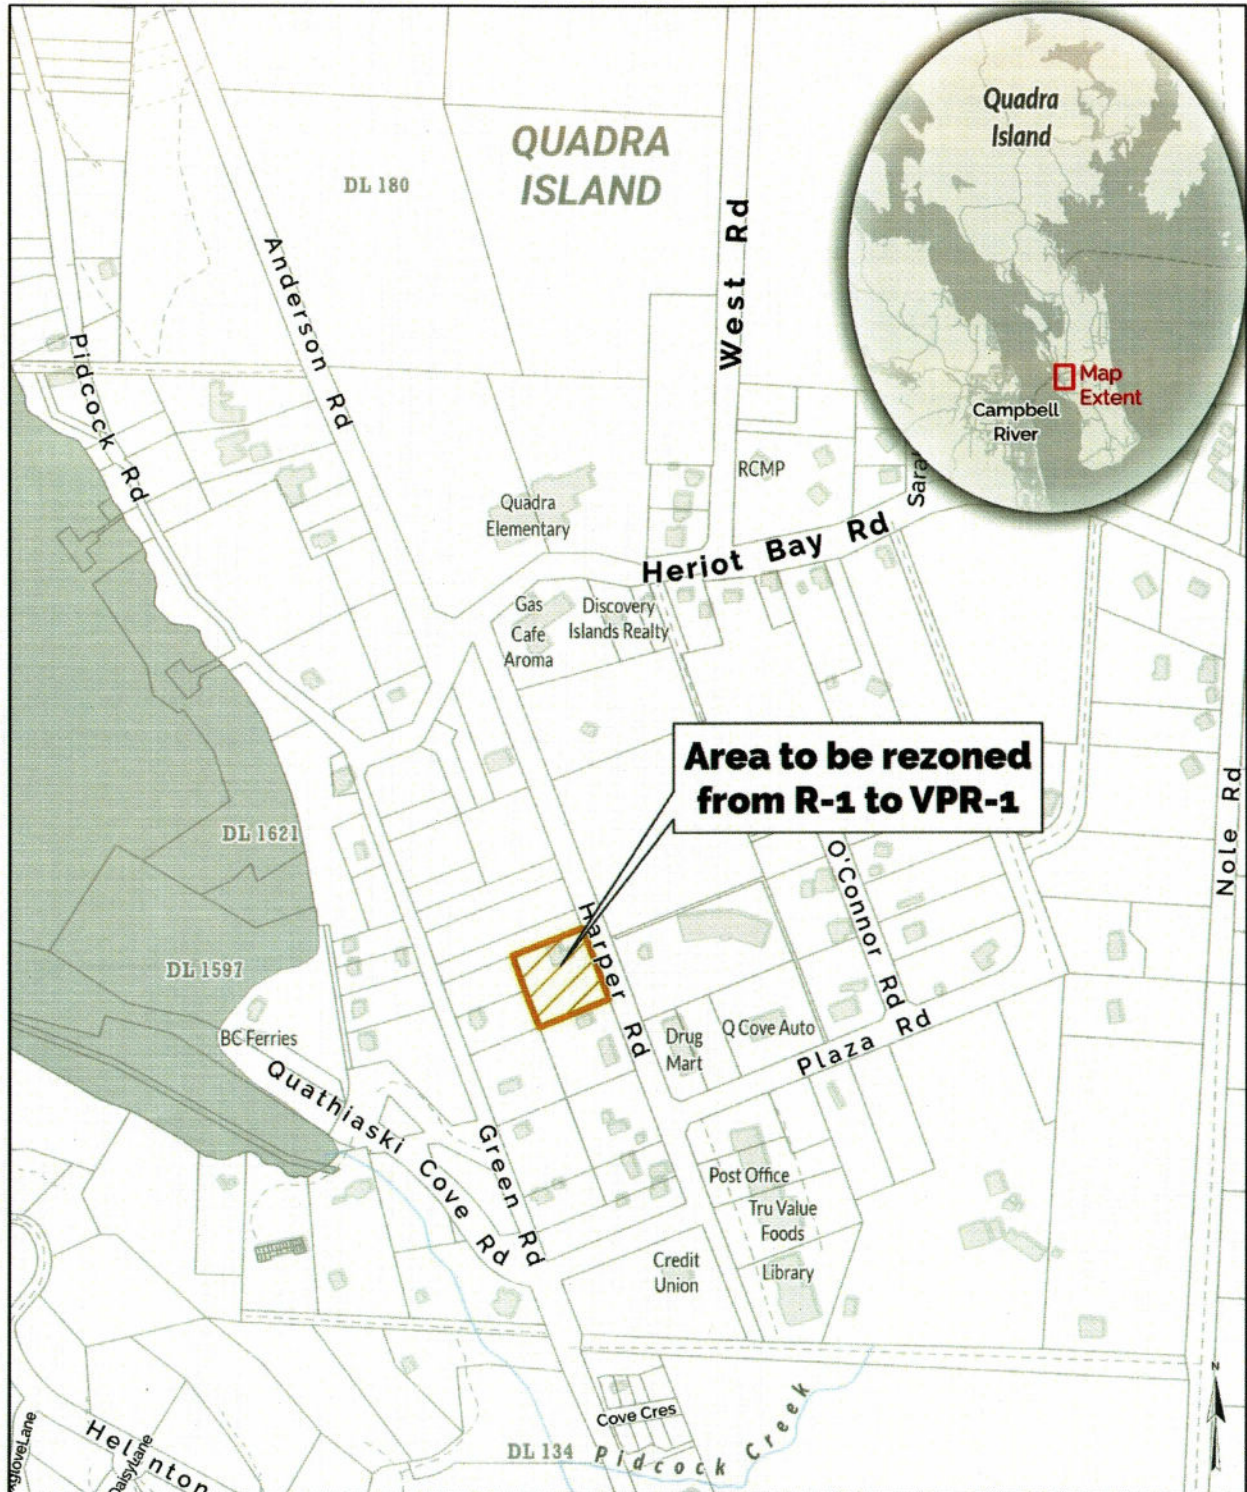 QUADRA
ISLAND
DL 180
Quadra
Island
Map
Extent
Campbell
River
West Rd
Anderson Rd
Pidcock Rd
RCMP
Quadra
Elementary
Heriot Bay Rd
Gas
Cafe
Aroma
Discovery
Islands Realty
Area to be rezoned
from R-1 to VPR-1
DL 1621
Nole Rd
O'Connor Rd
Harper Rd
DL 1597
BC Ferries
Drug
Mart
Q Cove Auto
Plaza Rd
Quathiaski Cove Rd
Green Rd
Post Office
Tru Value
Foods
Credit
Union
Library
N
Cove Cres
Pidcock Creek
DL 134
DaisyLane